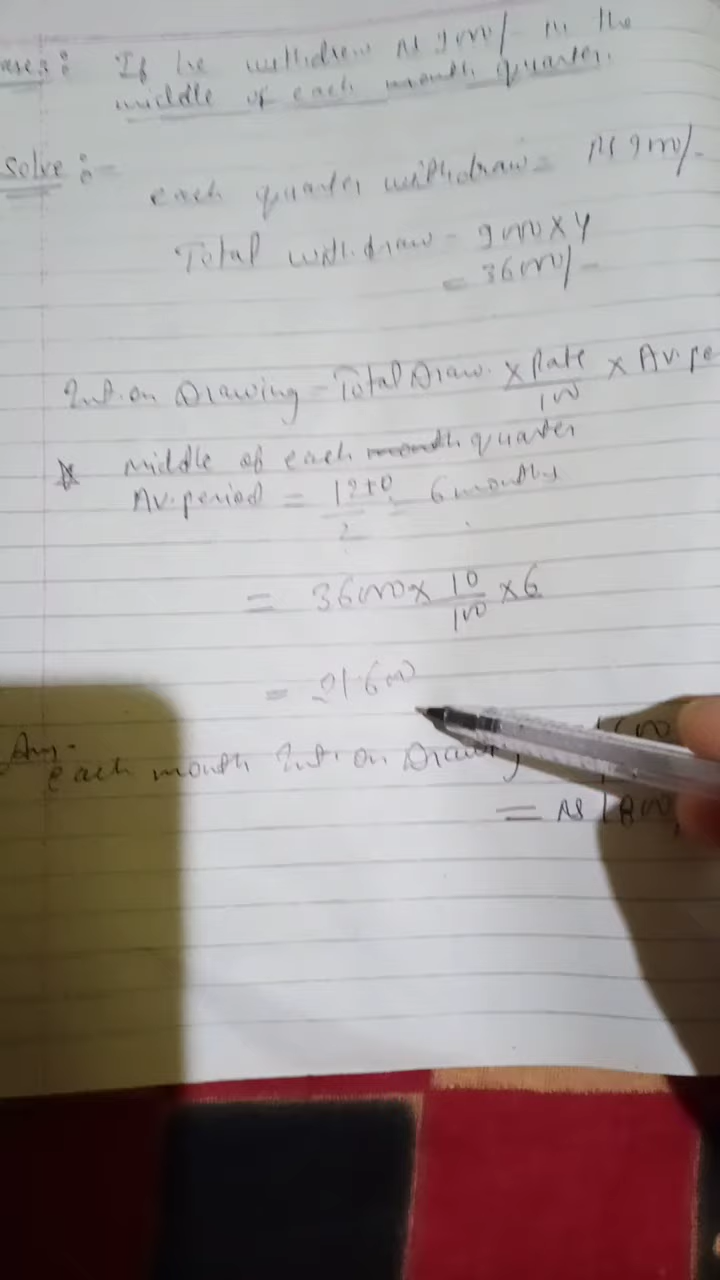 If he withdraw Rs 9000/- in the
middle of each month quarter.
Solve :-
each quarter withdraw = Rs 9000/-
Total withdraw = 9000 x 4
= 36000/-
Int. on Drawing = Total Draw. x Rate/100 x Av. pe
* middle of each month quarter
Av. period = 12+0/2 = 6 months
= 36000 x 10/100 x 6
= 21600
Ans.
each month Int. on Drawing
= Rs 1800